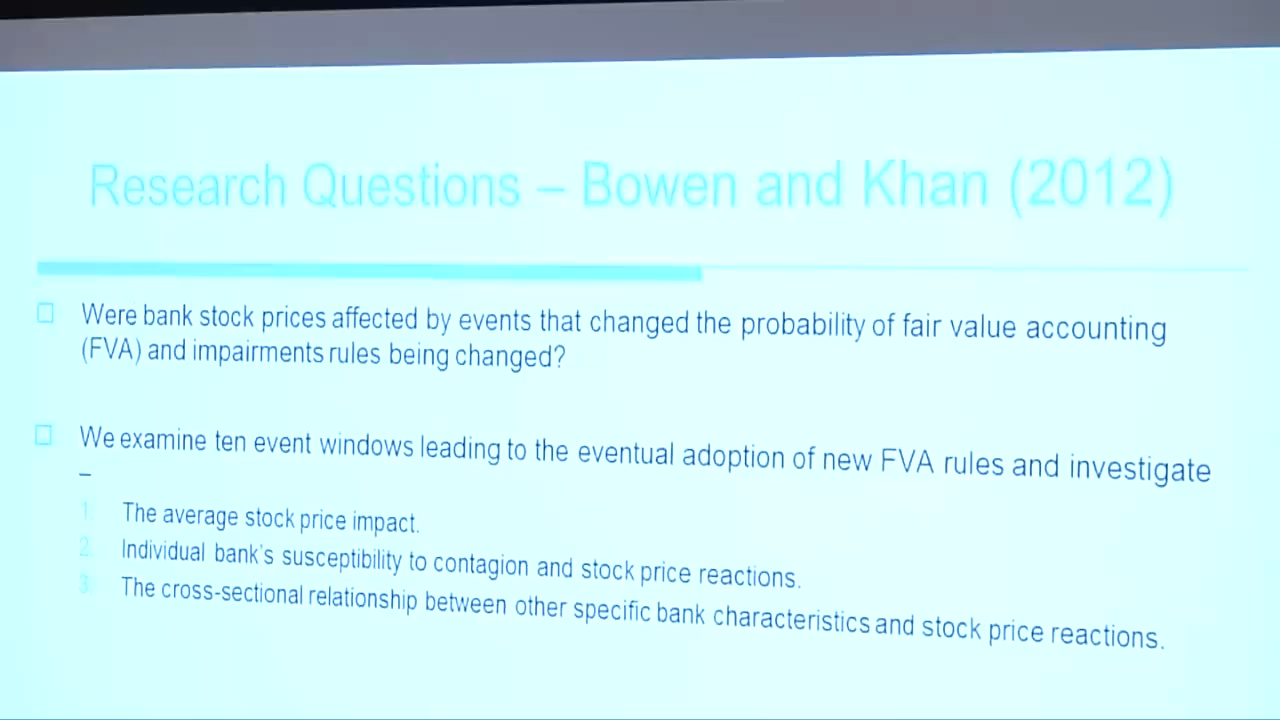 Research Questions – Bowen and Khan (2012)
Were bank stock prices affected by events that changed the probability of fair value accounting
(FVA) and impairments rules being changed?
We examine ten event windows leading to the eventual adoption of new FVA rules and investigate
–
1. The average stock price impact.
2. Individual bank's susceptibility to contagion and stock price reactions.
3. The cross-sectional relationship between other specific bank characteristics and stock price reactions.